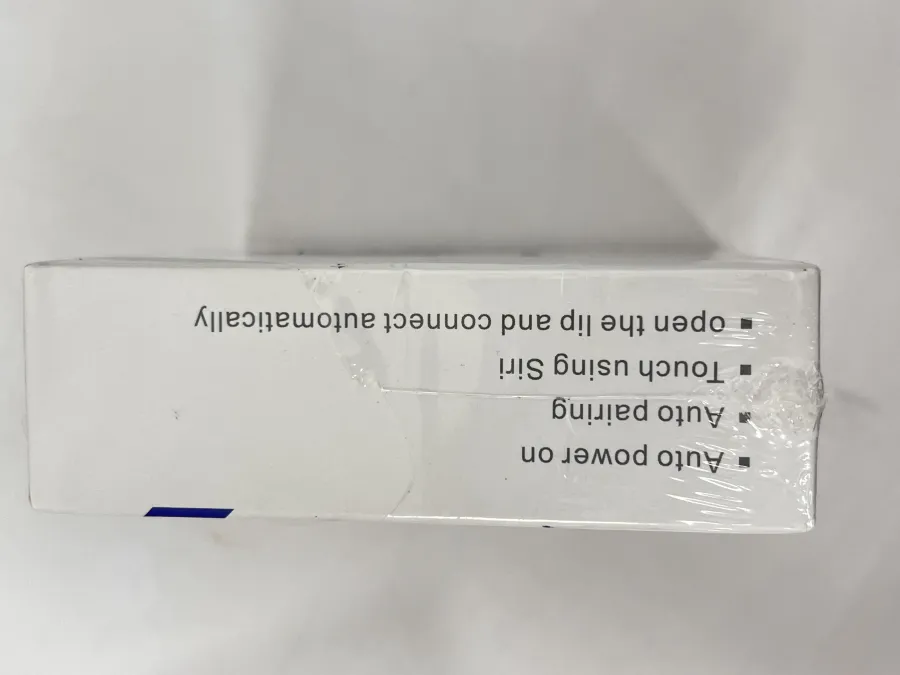 ▪ Auto power on
▪ Auto pairing
▪ Touch using Siri
▪ open the lip and connect automatically